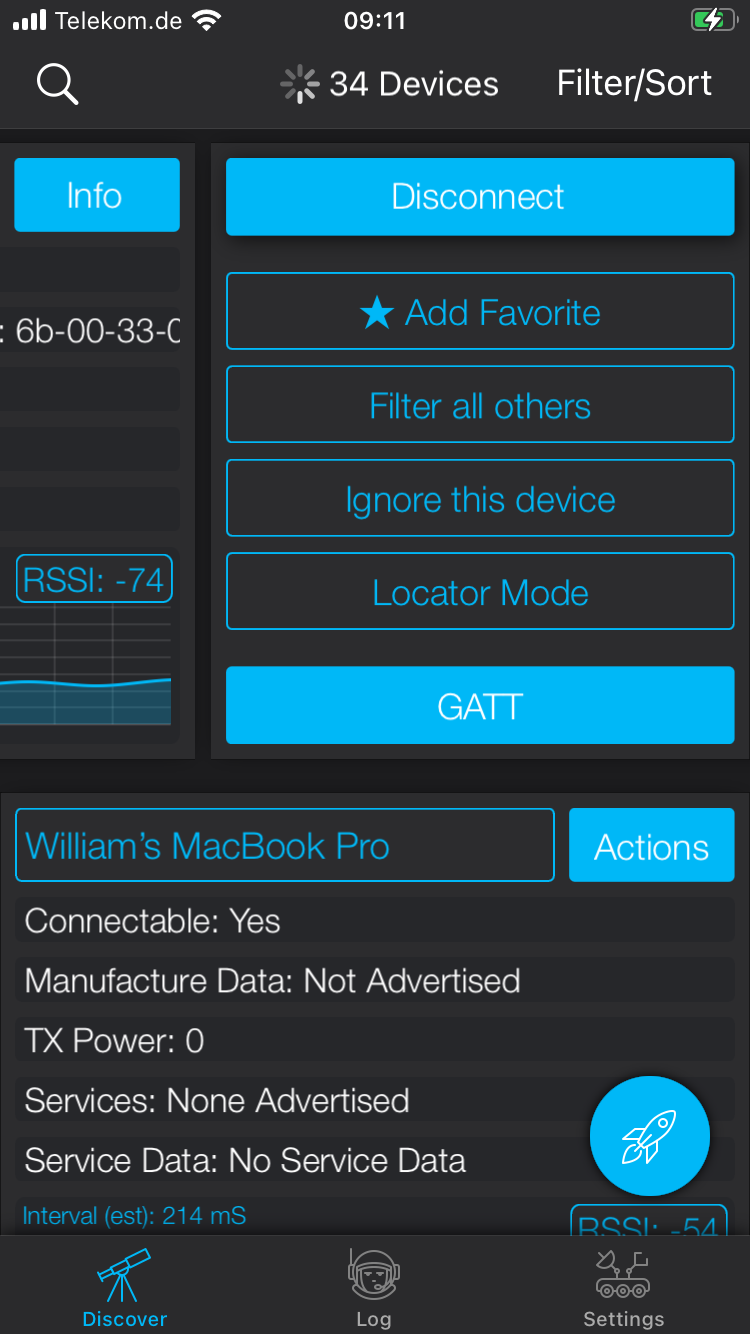 Telekom.de 09:11
34 Devices Filter/Sort
Info
Disconnect
★ Add Favorite
: 6b-00-33-0
Filter all others
Ignore this device
RSSI: -74
Locator Mode
GATT
William’s MacBook Pro
Actions
Connectable: Yes
Manufacture Data: Not Advertised
TX Power: 0
Services: None Advertised
Service Data: No Service Data
Interval (est): 214 mS
RSSI: -54
Discover Log Settings